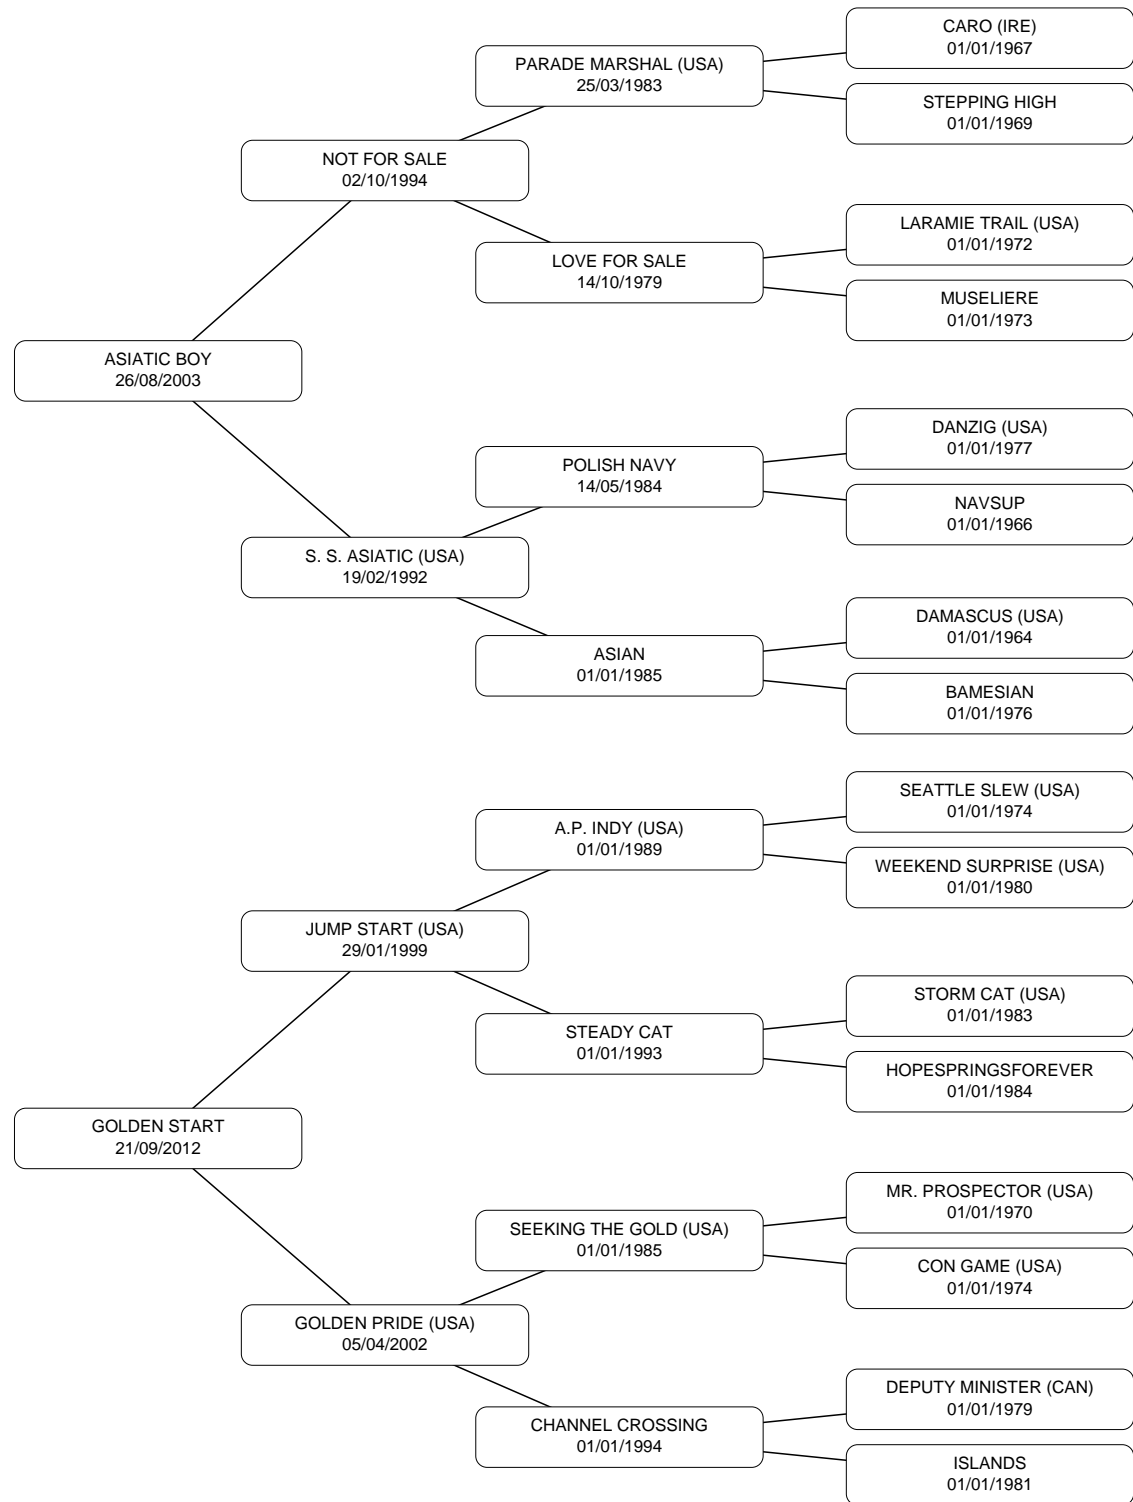 CARO (IRE)
01/01/1967
PARADE MARSHAL (USA)
25/03/1983
STEPPING HIGH
01/01/1969
NOT FOR SALE
02/10/1994
LARAMIE TRAIL (USA)
01/01/1972
LOVE FOR SALE
14/10/1979
MUSELIERE
01/01/1973
ASIATIC BOY
26/08/2003
DANZIG (USA)
01/01/1977
POLISH NAVY
14/05/1984
NAVSUP
01/01/1966
S. S. ASIATIC (USA)
19/02/1992
DAMASCUS (USA)
01/01/1964
ASIAN
01/01/1985
BAMESIAN
01/01/1976
SEATTLE SLEW (USA)
01/01/1974
A.P. INDY (USA)
01/01/1989
WEEKEND SURPRISE (USA)
01/01/1980
JUMP START (USA)
29/01/1999
STORM CAT (USA)
01/01/1983
STEADY CAT
01/01/1993
HOPESPRINGSFOREVER
01/01/1984
GOLDEN START
21/09/2012
MR. PROSPECTOR (USA)
01/01/1970
SEEKING THE GOLD (USA)
01/01/1985
CON GAME (USA)
01/01/1974
GOLDEN PRIDE (USA)
05/04/2002
DEPUTY MINISTER (CAN)
01/01/1979
CHANNEL CROSSING
01/01/1994
ISLANDS
01/01/1981